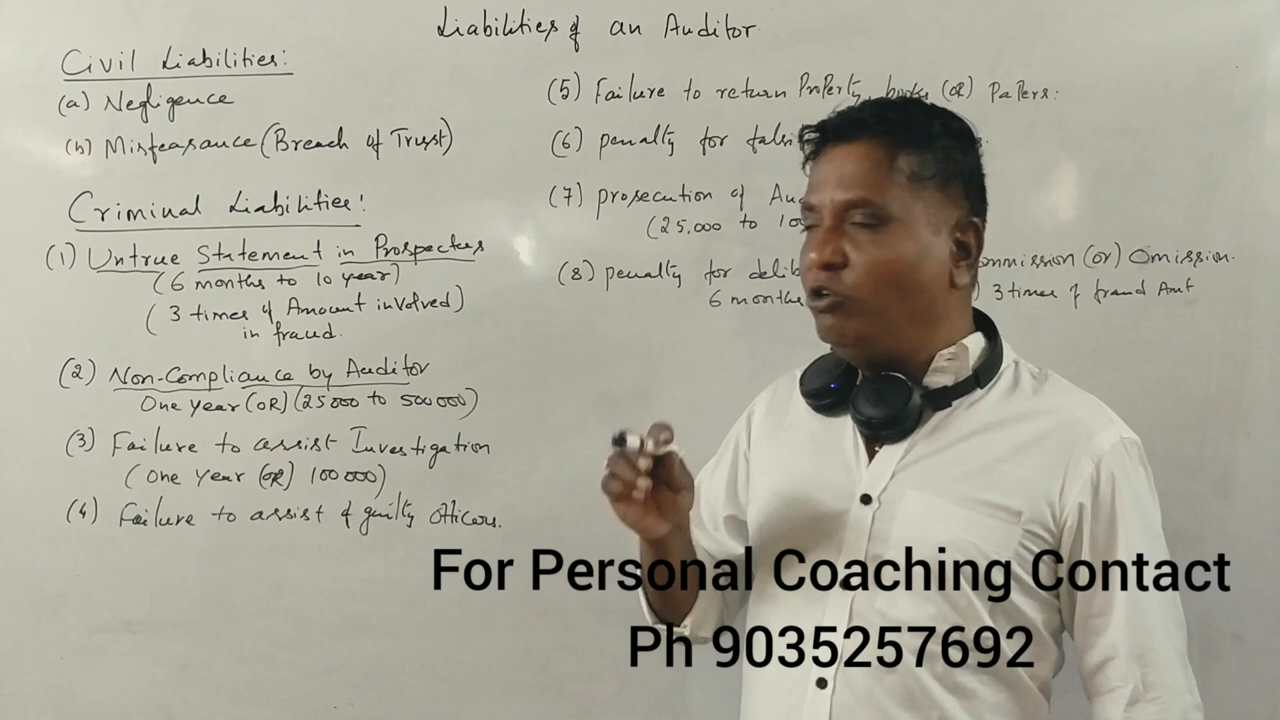 Liabilities of an Auditor.
Civil Liabilities:
(a) Negligence
(b) Misfeasance (Breach of Trust)
Criminal Liabilities:
(1) Untrue Statement in Prospectus
(6 months to 10 year)
(3 times of Amount involved)
in fraud.
(2) Non-Compliance by Auditor
One year (OR) (25000 to 500000)
(3) Failure to assist Investigation
(One year (OR) 100000)
(4) Failure to assist of guilty officers.
(5) Failure to return Property, books (OR) Papers:
(6) penalty for
(7) prosecution of
(25,000 to
(8) penalty for
(or) Omission.
6 months
3 times of fraud Amt
For Personal Coaching Contact
Ph 9035257692